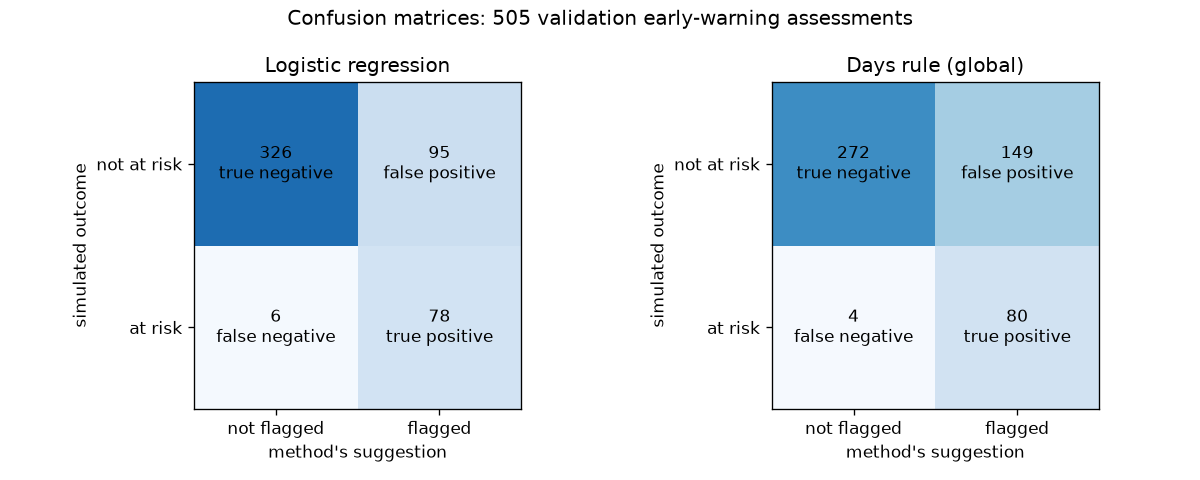 Confusion matrices: 505 validation early-warning assessments
Logistic regression
simulated outcome
not at risk
at risk
326
true negative
95
false positive
6
false negative
78
true positive
not flagged
flagged
method's suggestion
Days rule (global)
simulated outcome
not at risk
at risk
272
true negative
149
false positive
4
false negative
80
true positive
not flagged
flagged
method's suggestion